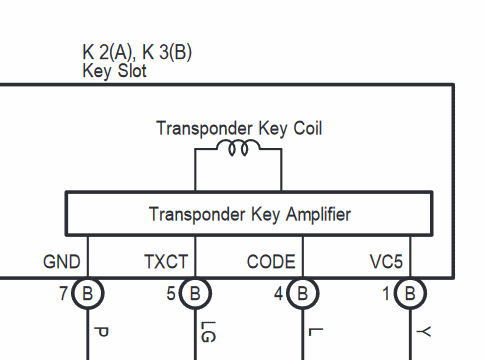 K 2(A), K 3(B)
Key Slot
Transponder Key Coil
Transponder Key Amplifier
GND TXCT CODE VC5
7 B 5 B 4 B 1 B
P LG L Y